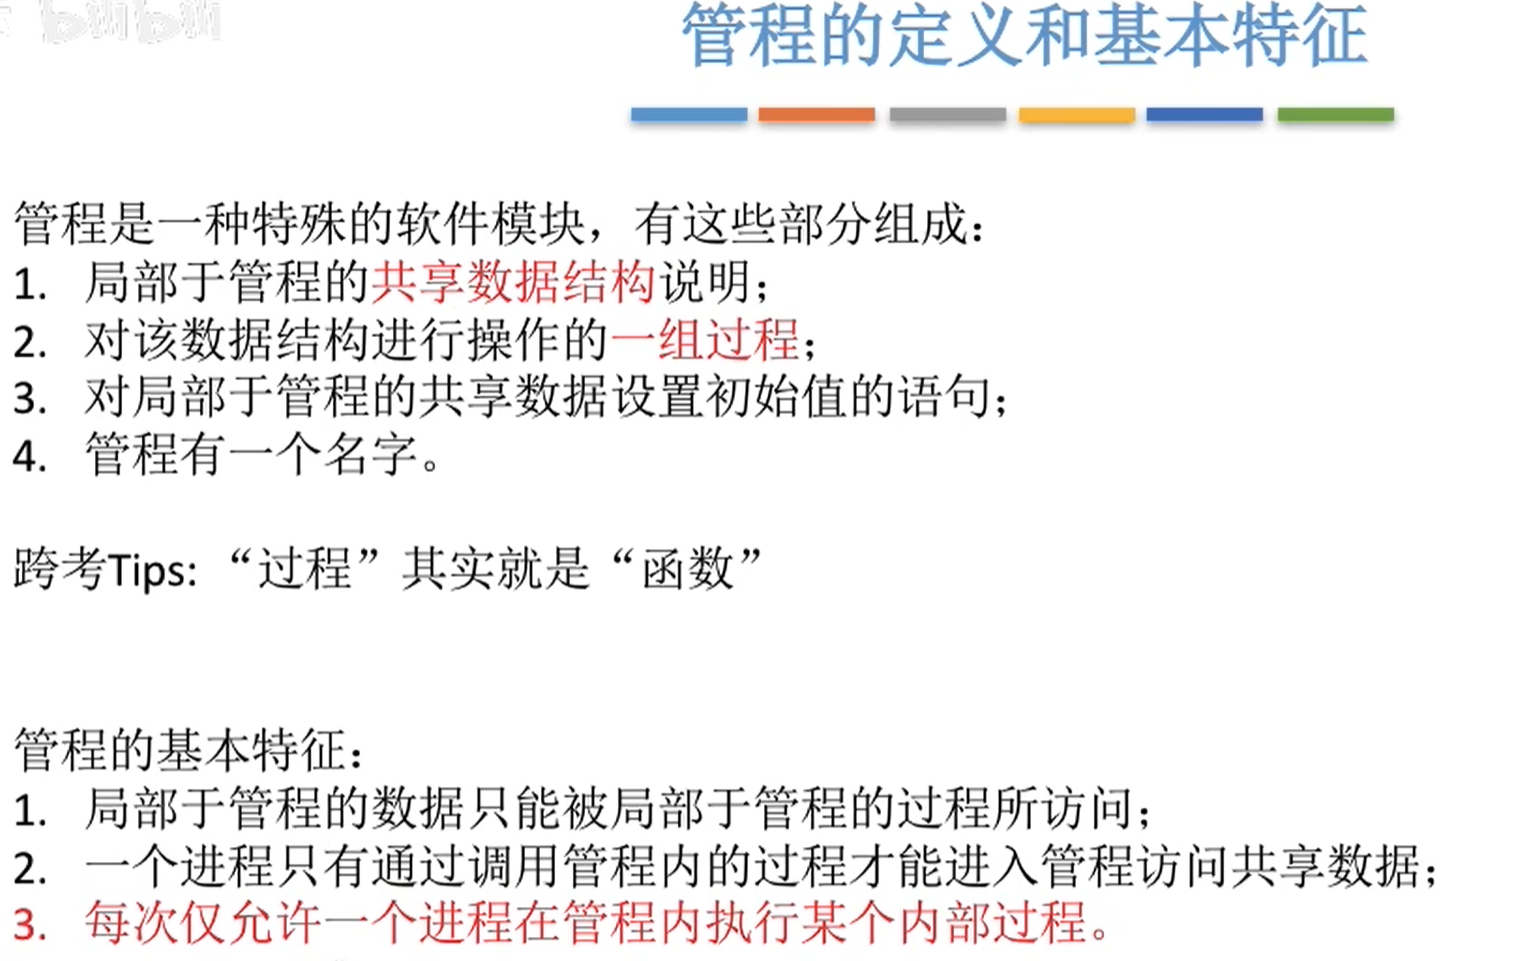 bilibili
管程的定义和基本特征
管程是一种特殊的软件模块，有这些部分组成：
1. 局部于管程的共享数据结构说明；
2. 对该数据结构进行操作的一组过程；
3. 对局部于管程的共享数据设置初始值的语句；
4. 管程有一个名字。
跨考Tips: “过程”其实就是“函数”
管程的基本特征：
1. 局部于管程的数据只能被局部于管程的过程所访问；
2. 一个进程只有通过调用管程内的过程才能进入管程访问共享数据；
3. 每次仅允许一个进程在管程内执行某个内部过程。